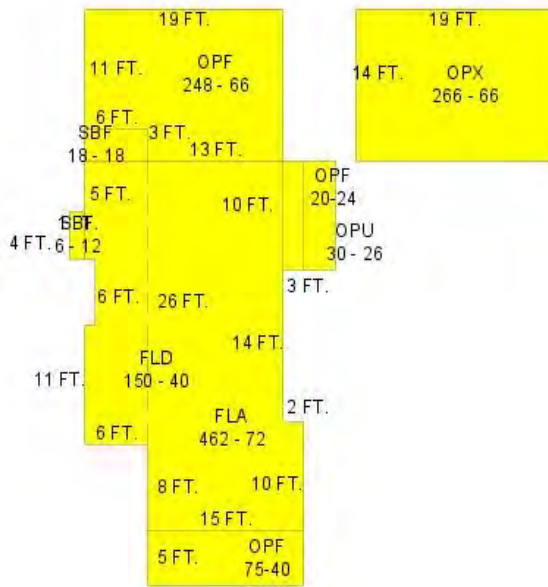 19 FT.
19 FT.
11 FT.
OPF
248 - 66
14 FT.
OPX
266 - 66
6 FT.
SBF
18 - 18
3 FT.
13 FT.
5 FT.
10 FT.
OPF
20-24
SBF
4 FT.
6 - 12
OPU
30 - 26
6 FT.
26 FT.
3 FT.
14 FT.
11 FT.
FLD
150 - 40
2 FT.
6 FT.
FLA
462 - 72
8 FT.
10 FT.
15 FT.
5 FT.
OPF
75-40